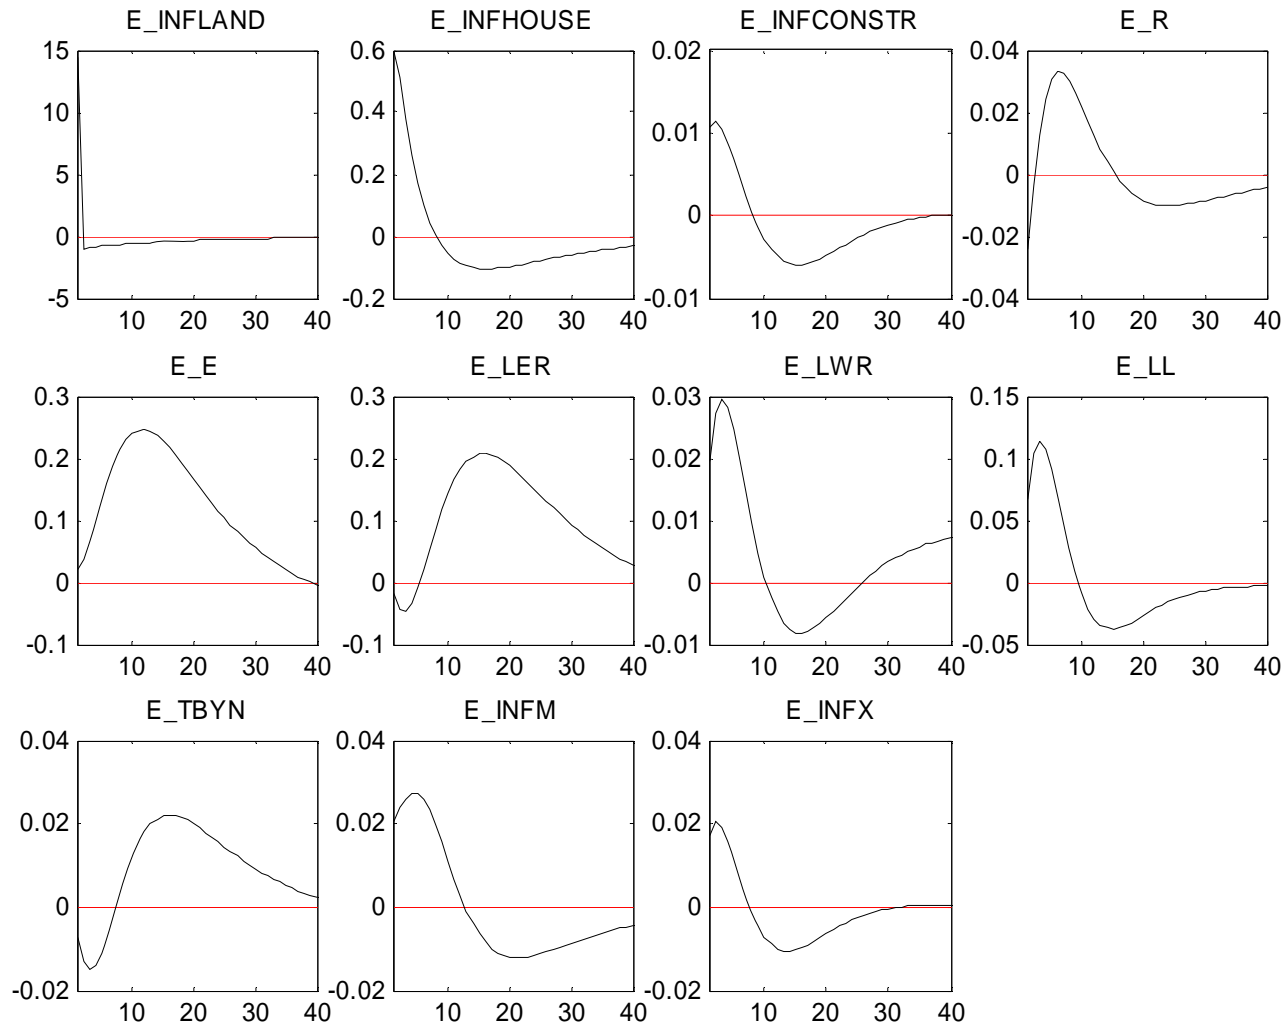 E_INFLAND E_INFHOUSE E_INFCONSTR E_R
15 0.6 0.02 0.04
10 0.4 0.01 0.02
5 0.2 0 0
0 0 -0.01 -0.02
-5 -0.2 -0.04
10 20 30 40 10 20 30 40 10 20 30 40 10 20 30 40
E_E E_LER E_LWR E_LL
0.3 0.3 0.03 0.15
0.2 0.2 0.02 0.1
0.1 0.1 0.01 0.05
0 0 0 0
-0.1 -0.1 -0.01 -0.05
10 20 30 40 10 20 30 40 10 20 30 40 10 20 30 40
E_TBYN E_INFM E_INFX
0.04 0.04 0.04
0.02 0.02 0.02
0 0 0
-0.02 -0.02 -0.02
10 20 30 40 10 20 30 40 10 20 30 40